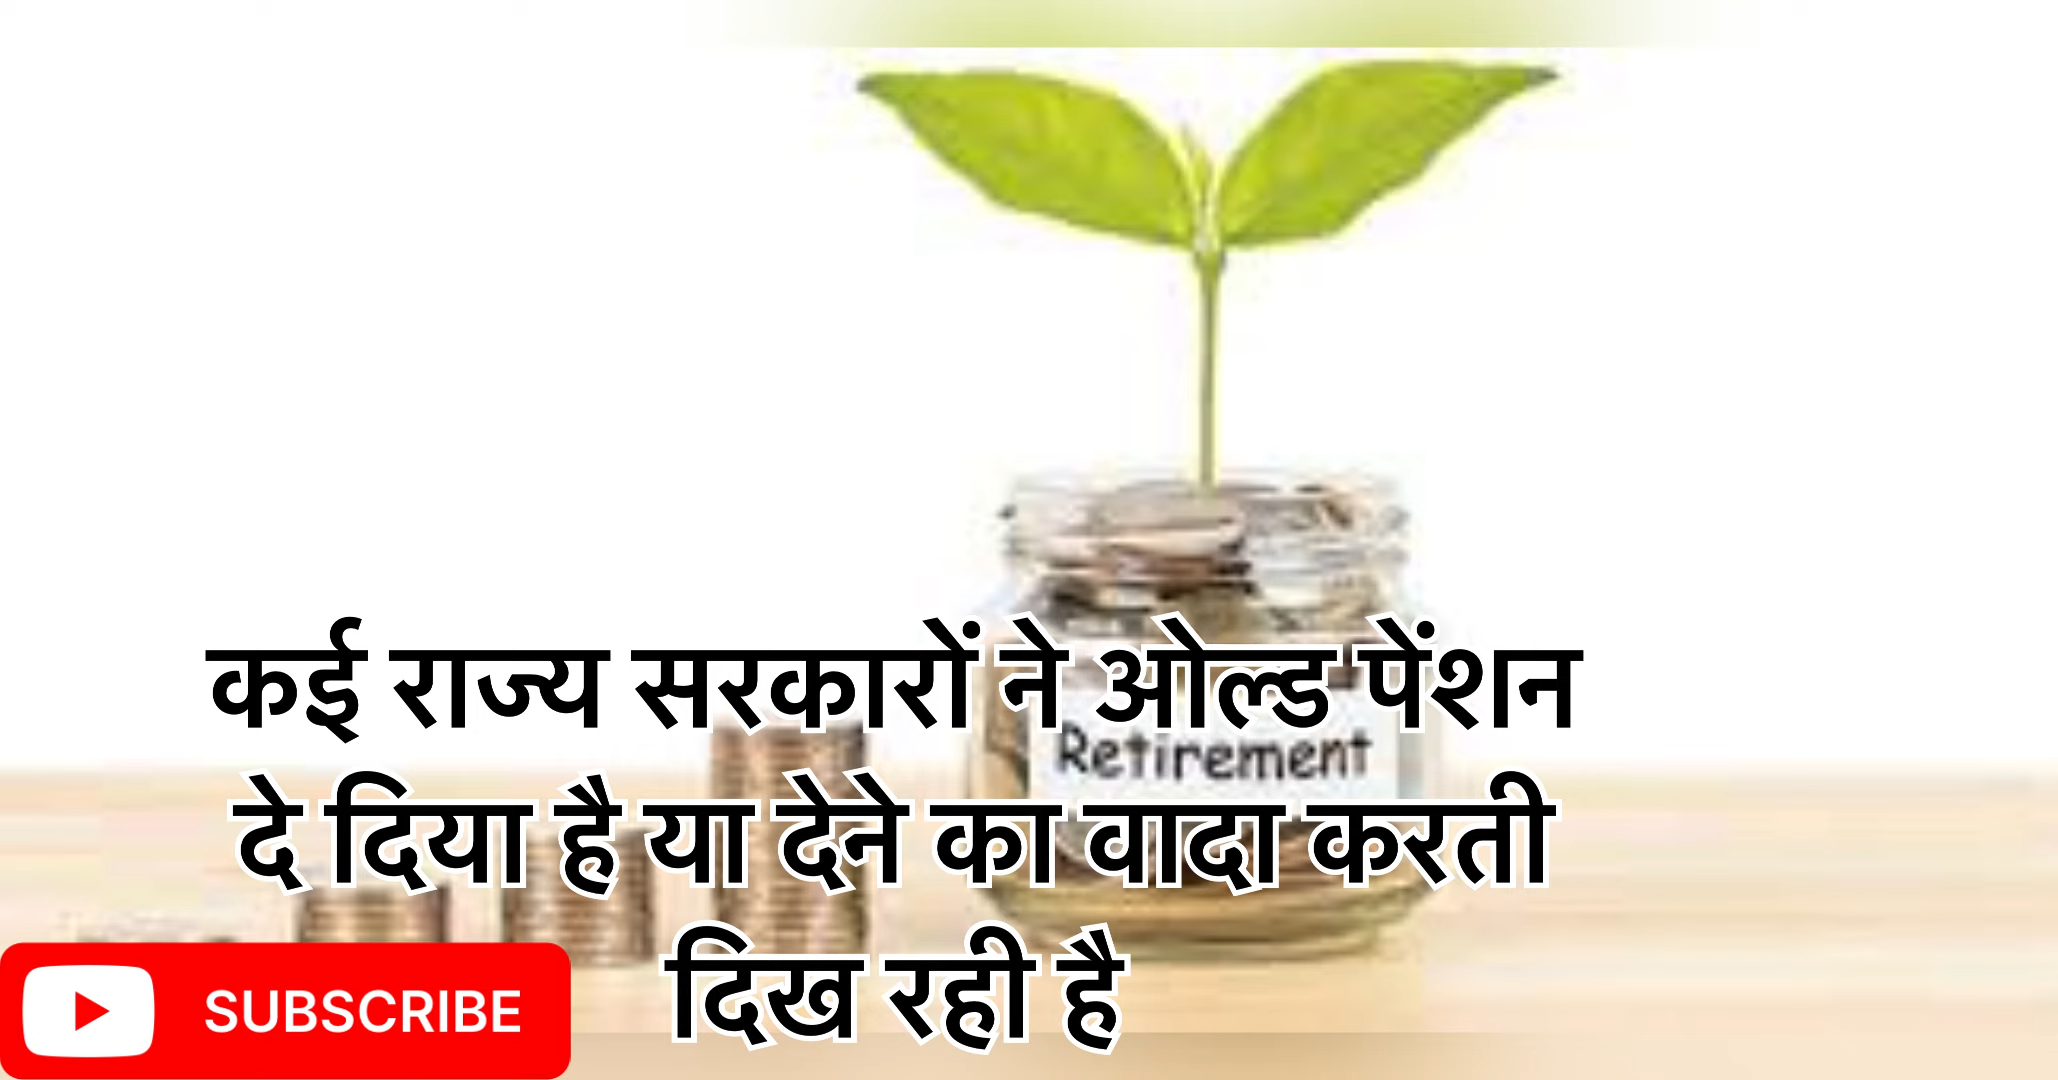 कई राज्य सरकारों ने ओल्ड पेंशन
Retirement
दे दिया है या देने का वादा करती
दिख रही है
SUBSCRIBE